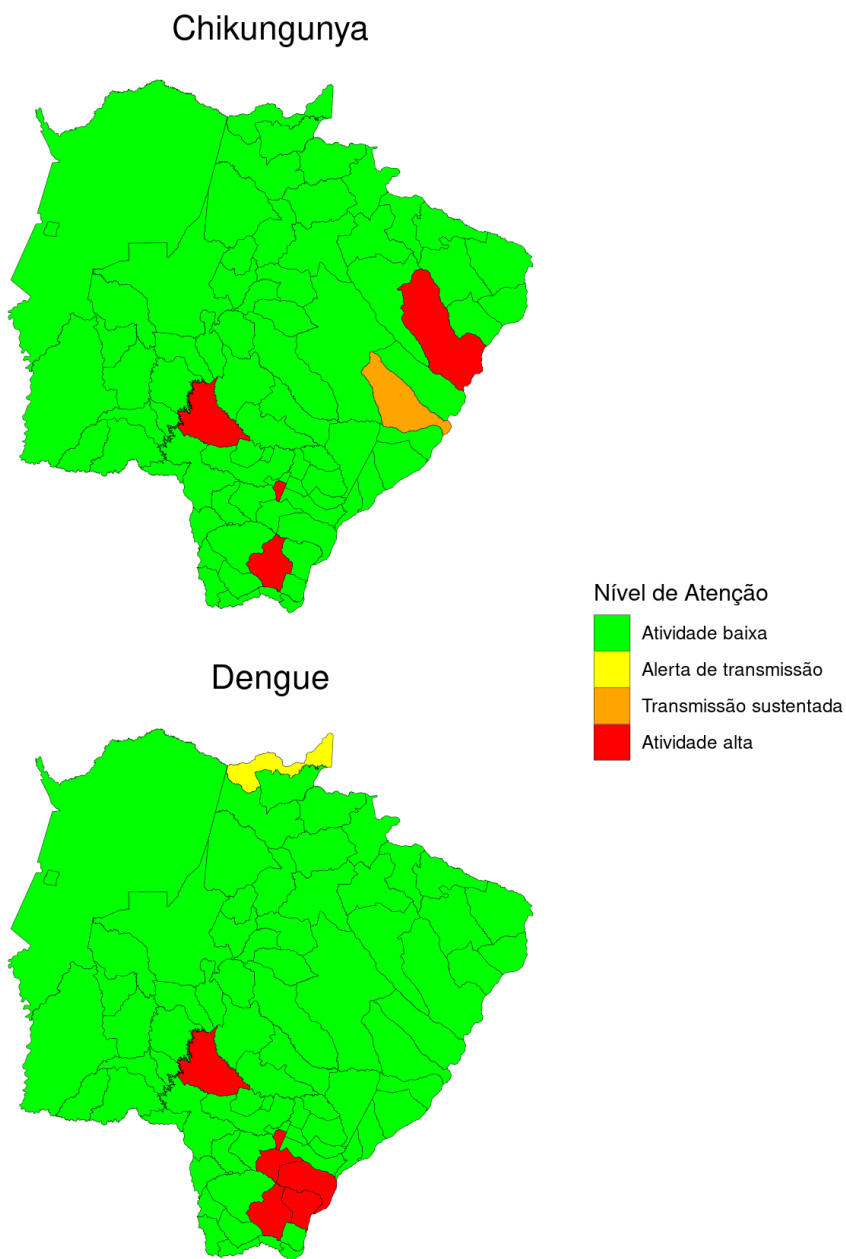 Chikungunya
Nível de Atenção
Atividade baixa
Alerta de transmissão
Transmissão sustentada
Atividade alta
Dengue